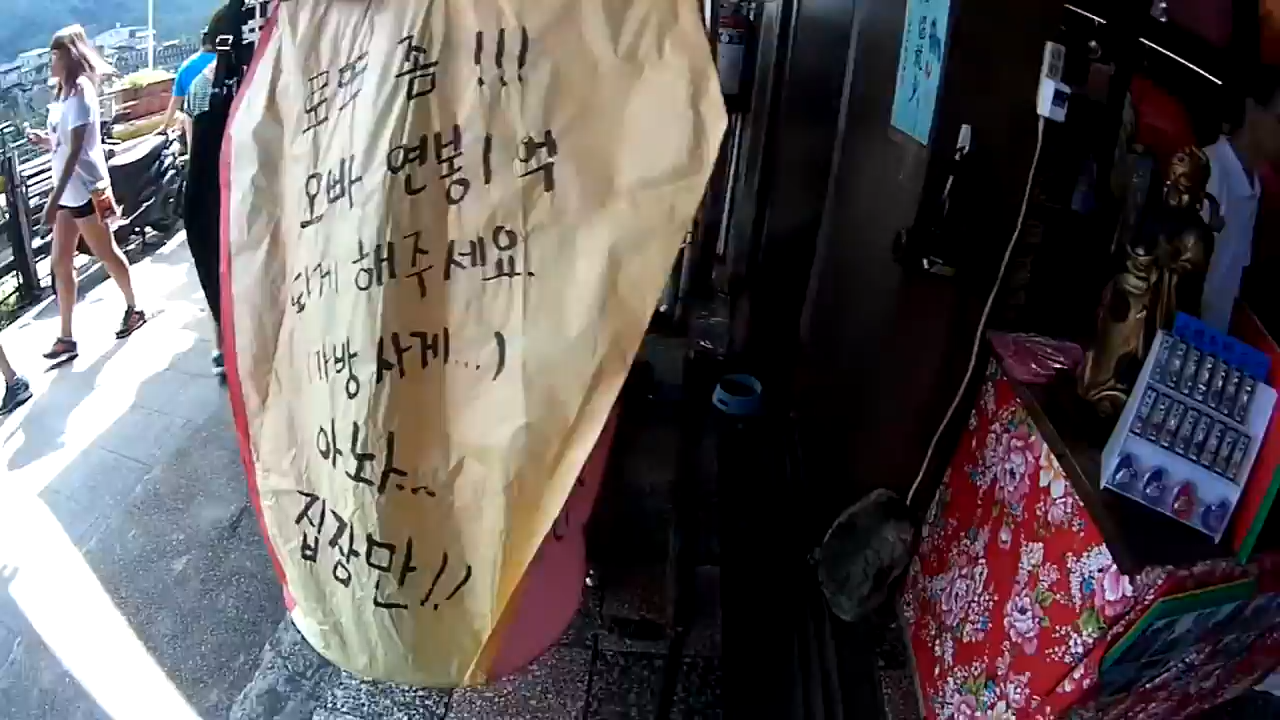 로또 좀 !!!
오빠 연봉 1 억
되게 해주세요.
가방 사게...)
아놔...
집장만!!